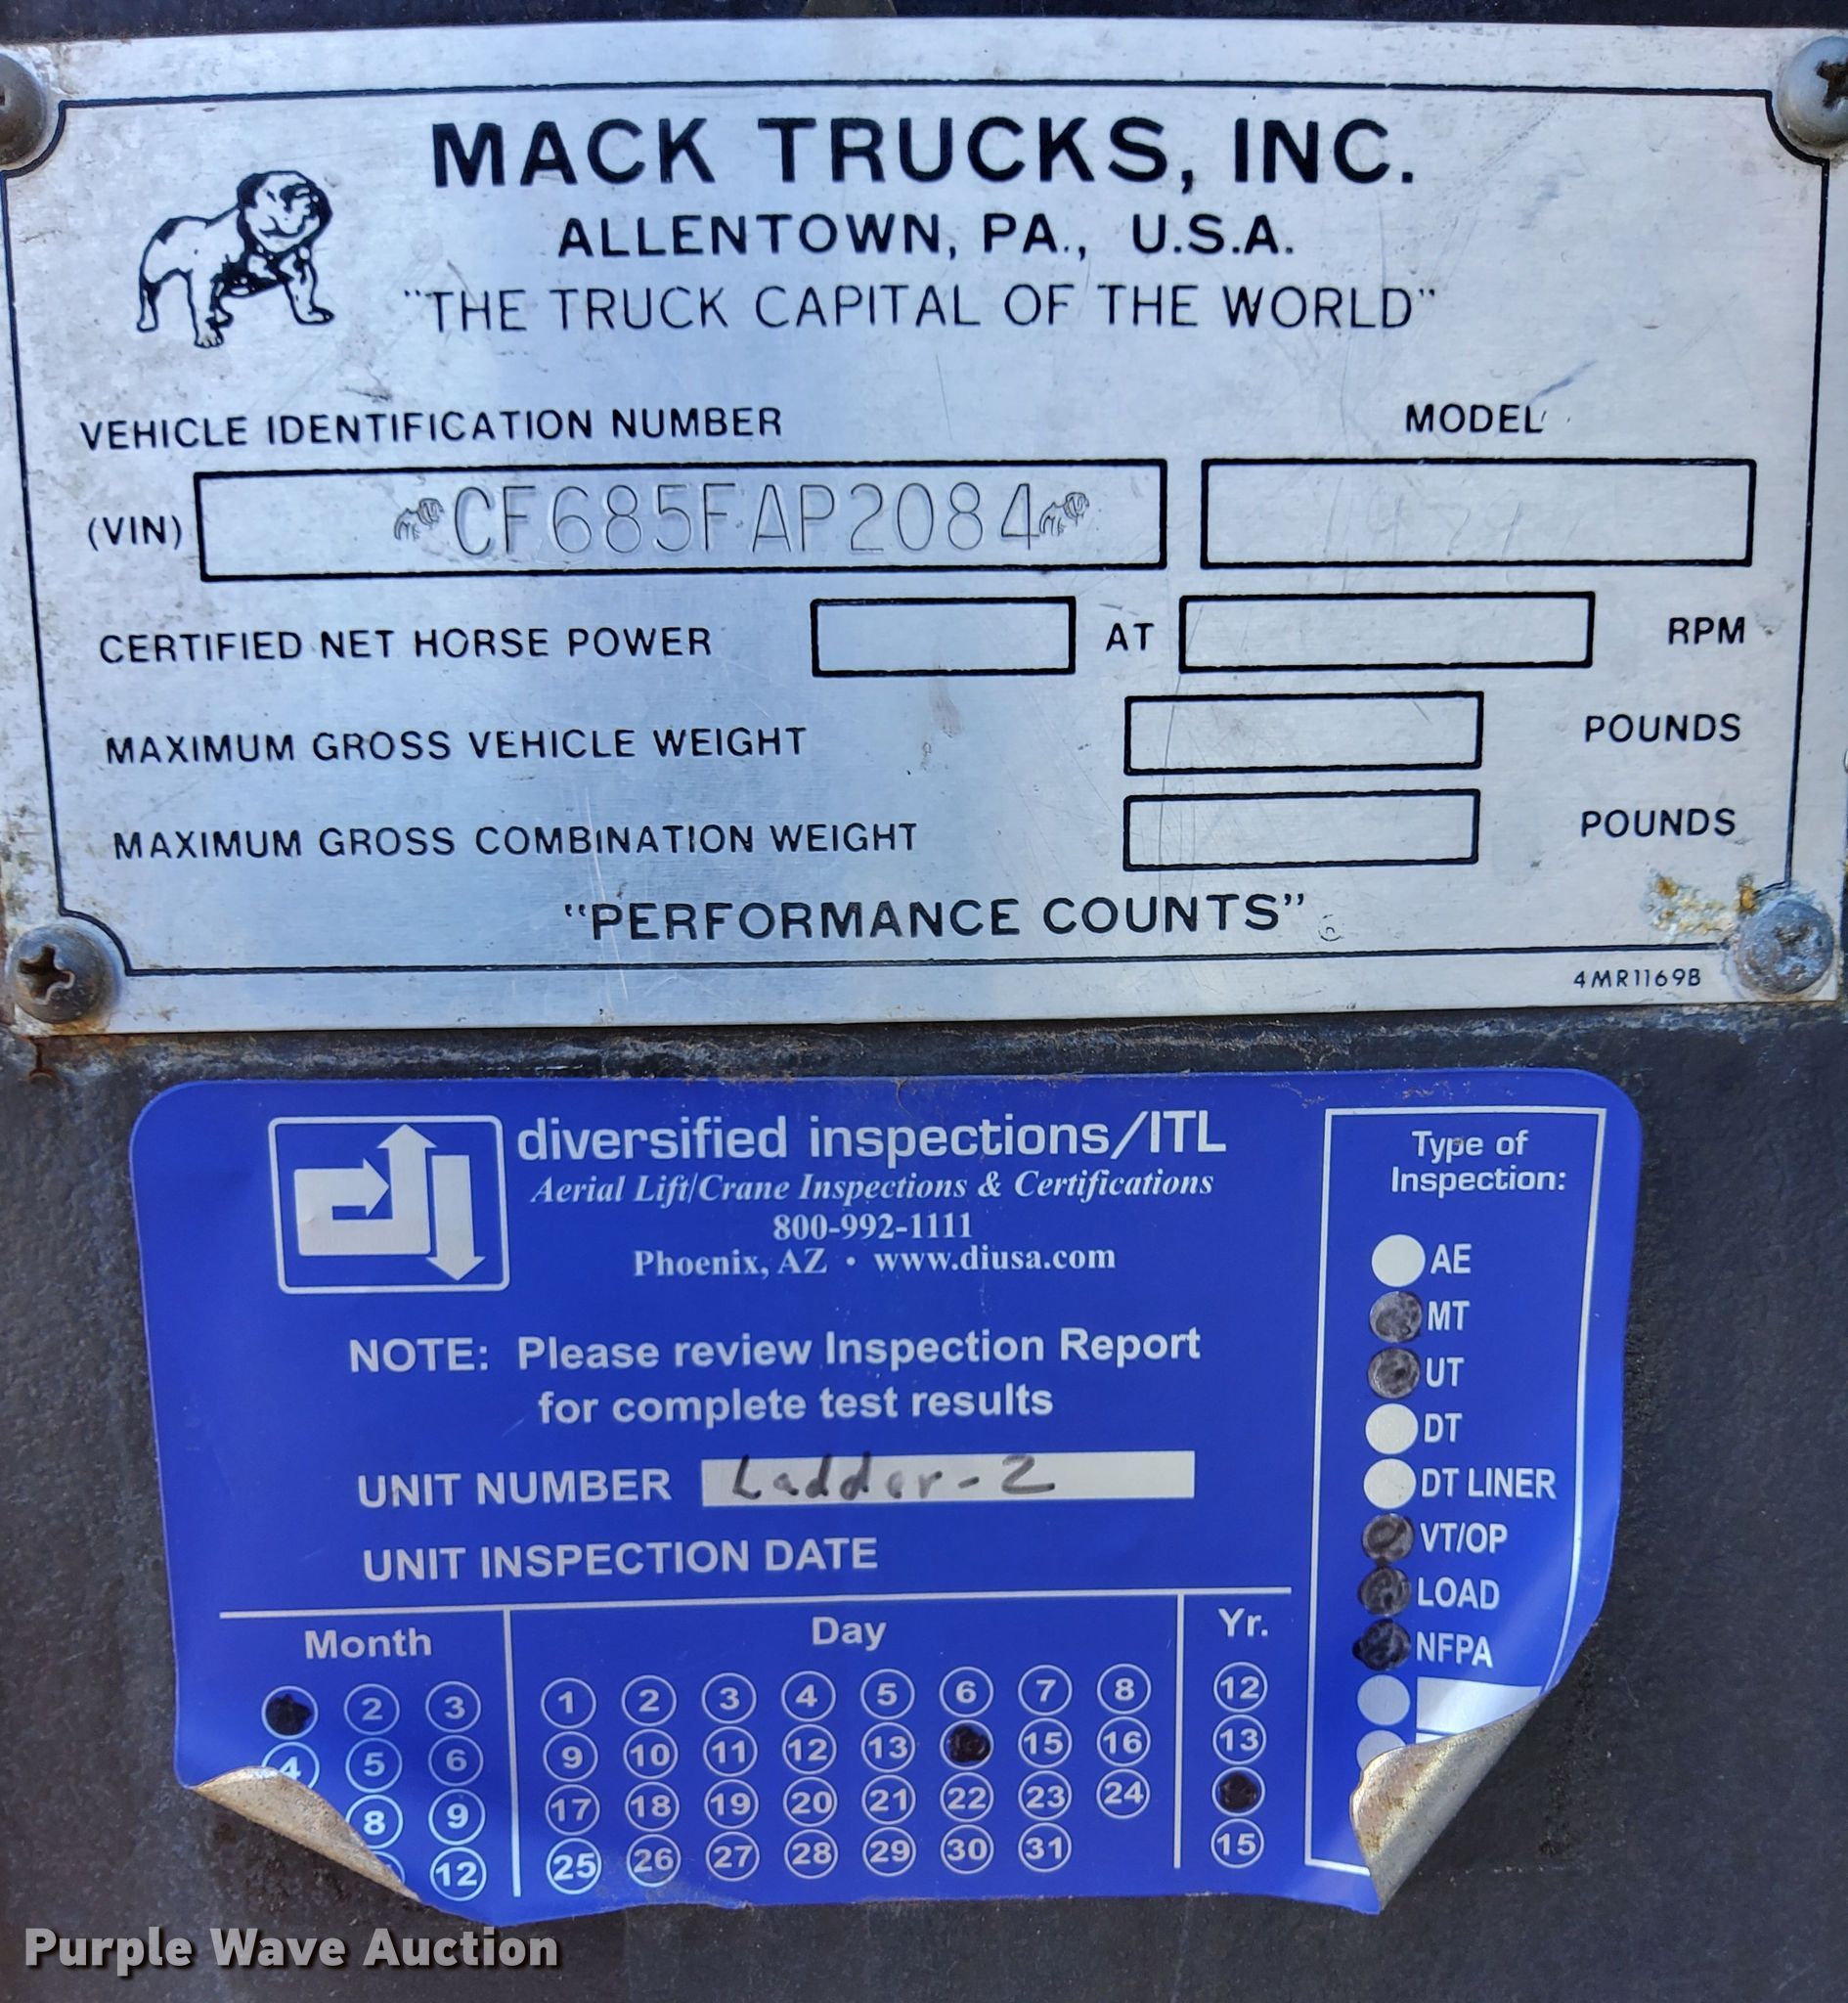 MACK TRUCKS, INC.
ALLENTOWN, PA., U.S.A.
"THE TRUCK CAPITAL OF THE WORLD"
VEHICLE IDENTIFICATION NUMBER MODEL
(VIN) CF685FAP2084
CERTIFIED NET HORSE POWER AT RPM
MAXIMUM GROSS VEHICLE WEIGHT POUNDS
MAXIMUM GROSS COMBINATION WEIGHT POUNDS
"PERFORMANCE COUNTS"
4MR1169B
diversified inspections/ITL
Aerial Lift/Crane Inspections & Certifications
800-992-1111
Phoenix, AZ • www.diusa.com
NOTE: Please review Inspection Report
for complete test results
UNIT NUMBER Ladder-2
UNIT INSPECTION DATE
Month
2 3
4 5 6
8 9
12
Day
1 2 3 4 5 6 7 8
9 10 11 12 13 15 16
17 18 19 20 21 22 23 24
25 26 27 28 29 30 31
Yr.
12
13
15
Type of
Inspection:
AE
MT
UT
DT
DT LINER
VT/OP
LOAD
NFPA
Purple Wave Auction